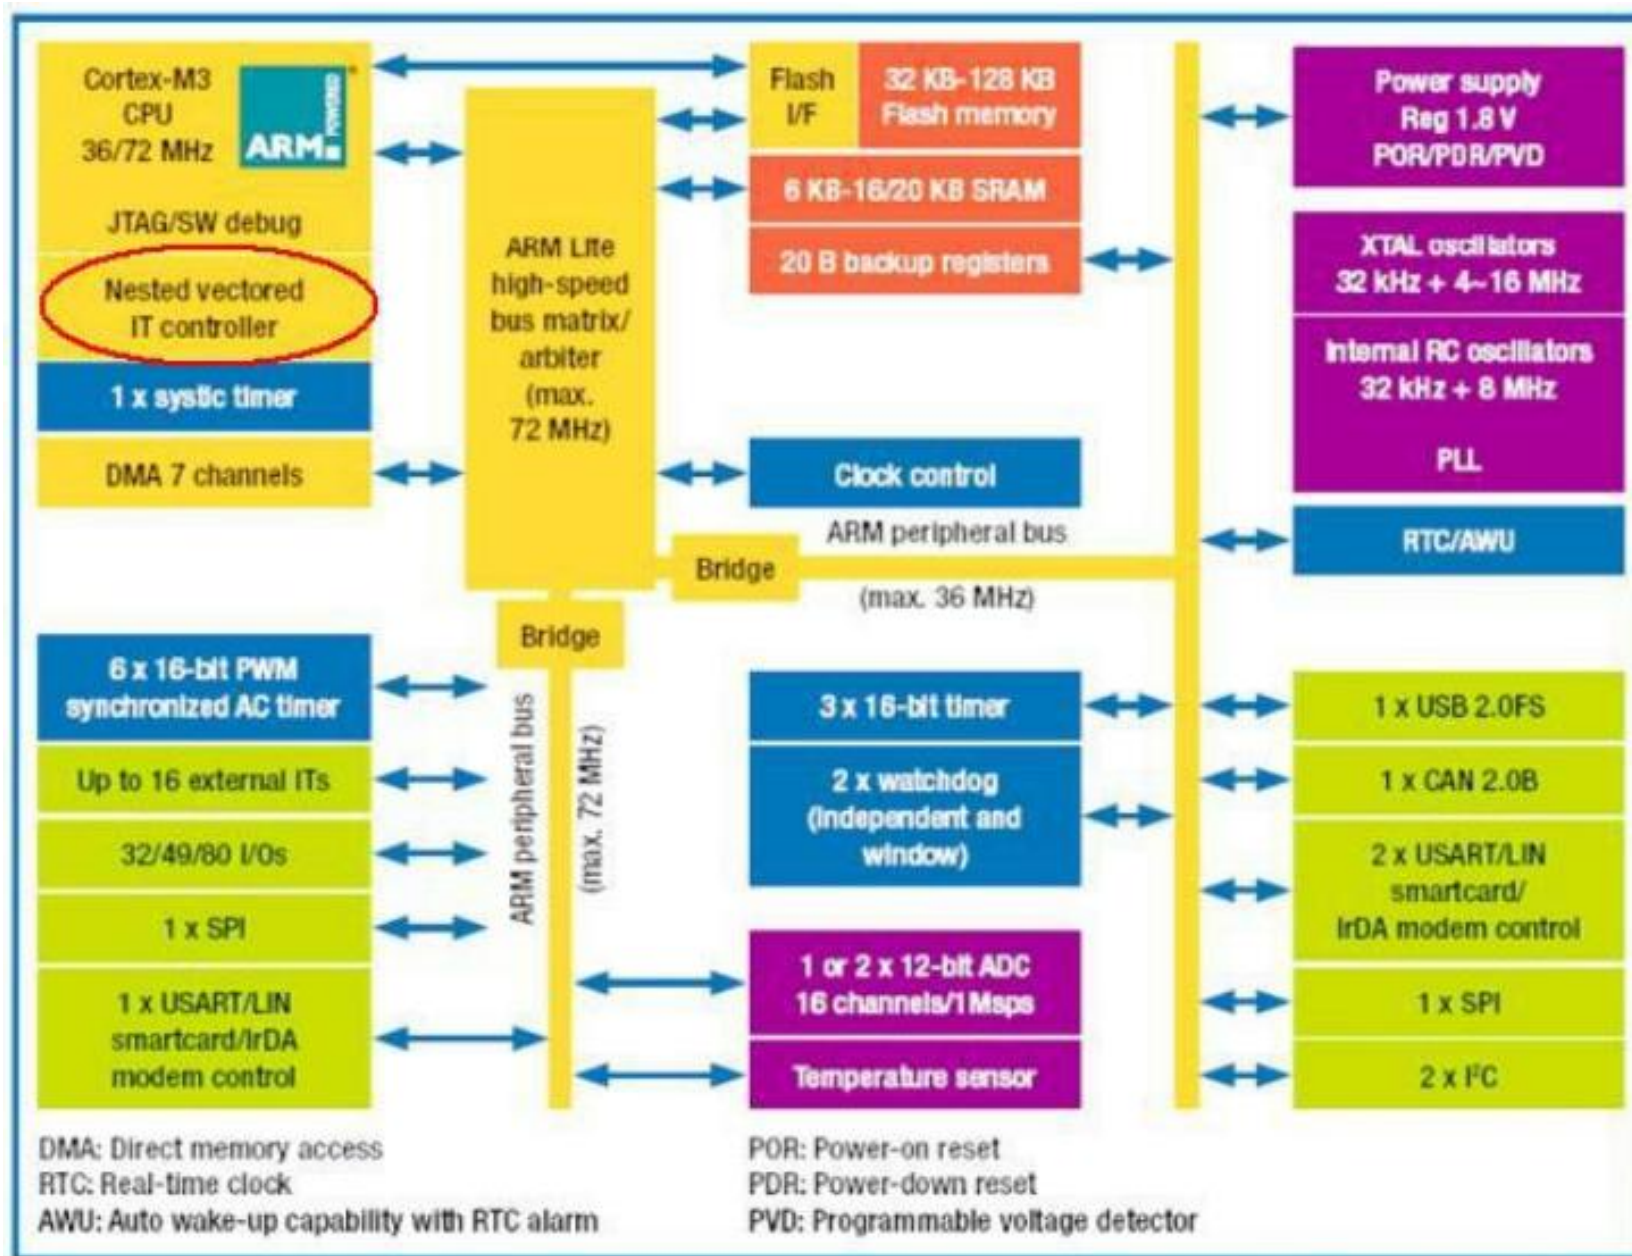 Cortex-M3
CPU
36/72 MHz
ARM POWERED
JTAG/SW debug
Nested vectored
IT controller
1 x systic timer
DMA 7 channels
ARM Lite
high-speed
bus matrix/
arbiter
(max.
72 MHz)
Flash
I/F
32 KB-128 KB
Flash memory
6 KB-16/20 KB SRAM
20 B backup registers
Clock control
ARM peripheral bus
(max. 36 MHz)
Bridge
Bridge
Power supply
Reg 1.8 V
POR/PDR/PVD
XTAL oscillators
32 kHz + 4~16 MHz
Internal RC oscillators
32 kHz + 8 MHz
PLL
RTC/AWU
6 x 16-bit PWM
synchronized AC timer
Up to 16 external ITs
32/49/80 I/Os
1 x SPI
1 x USART/LIN
smartcard/IrDA
modem control
ARM peripheral bus
(max. 72 MHz)
3 x 16-bit timer
2 x watchdog
(independent and
window)
1 or 2 x 12-bit ADC
16 channels/1Msps
Temperature sensor
1 x USB 2.0FS
1 x CAN 2.0B
2 x USART/LIN
smartcard/
IrDA modem control
1 x SPI
2 x I²C
DMA: Direct memory access
RTC: Real-time clock
AWU: Auto wake-up capability with RTC alarm
POR: Power-on reset
PDR: Power-down reset
PVD: Programmable voltage detector